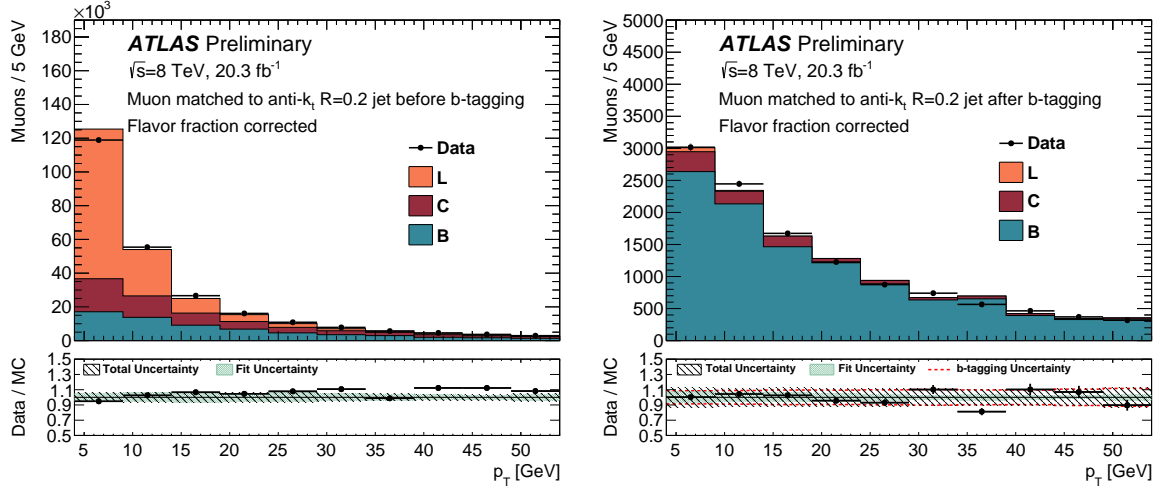 ×10³
Muons / 5 GeV
180
160
140
120
100
80
60
40
20
0
ATLAS Preliminary
√s=8 TeV, 20.3 fb⁻¹
Muon matched to anti-kₜ R=0.2 jet before b-tagging
Flavor fraction corrected
Data
L
C
B
Data / MC
1.5
1.3
1.1
0.9
0.7
0.5
Total Uncertainty Fit Uncertainty
5 10 15 20 25 30 35 40 45 50
p_T [GeV]
Muons / 5 GeV
5000
4500
4000
3500
3000
2500
2000
1500
1000
500
0
ATLAS Preliminary
√s=8 TeV, 20.3 fb⁻¹
Muon matched to anti-kₜ R=0.2 jet after b-tagging
Flavor fraction corrected
Data
L
C
B
Data / MC
1.5
1.3
1.1
0.9
0.7
0.5
Total Uncertainty Fit Uncertainty b-tagging Uncertainty
5 10 15 20 25 30 35 40 45 50
p_T [GeV]